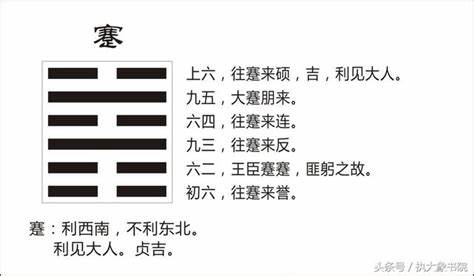 蹇
上六，往蹇来硕，吉，利见大人。
九五，大蹇朋来。
六四，往蹇来连。
九三，往蹇来反。
六二，王臣蹇蹇，匪躬之故。
初六，往蹇来誉。
蹇：利西南，不利东北。
利见大人。贞吉。
头条号／执大象书院